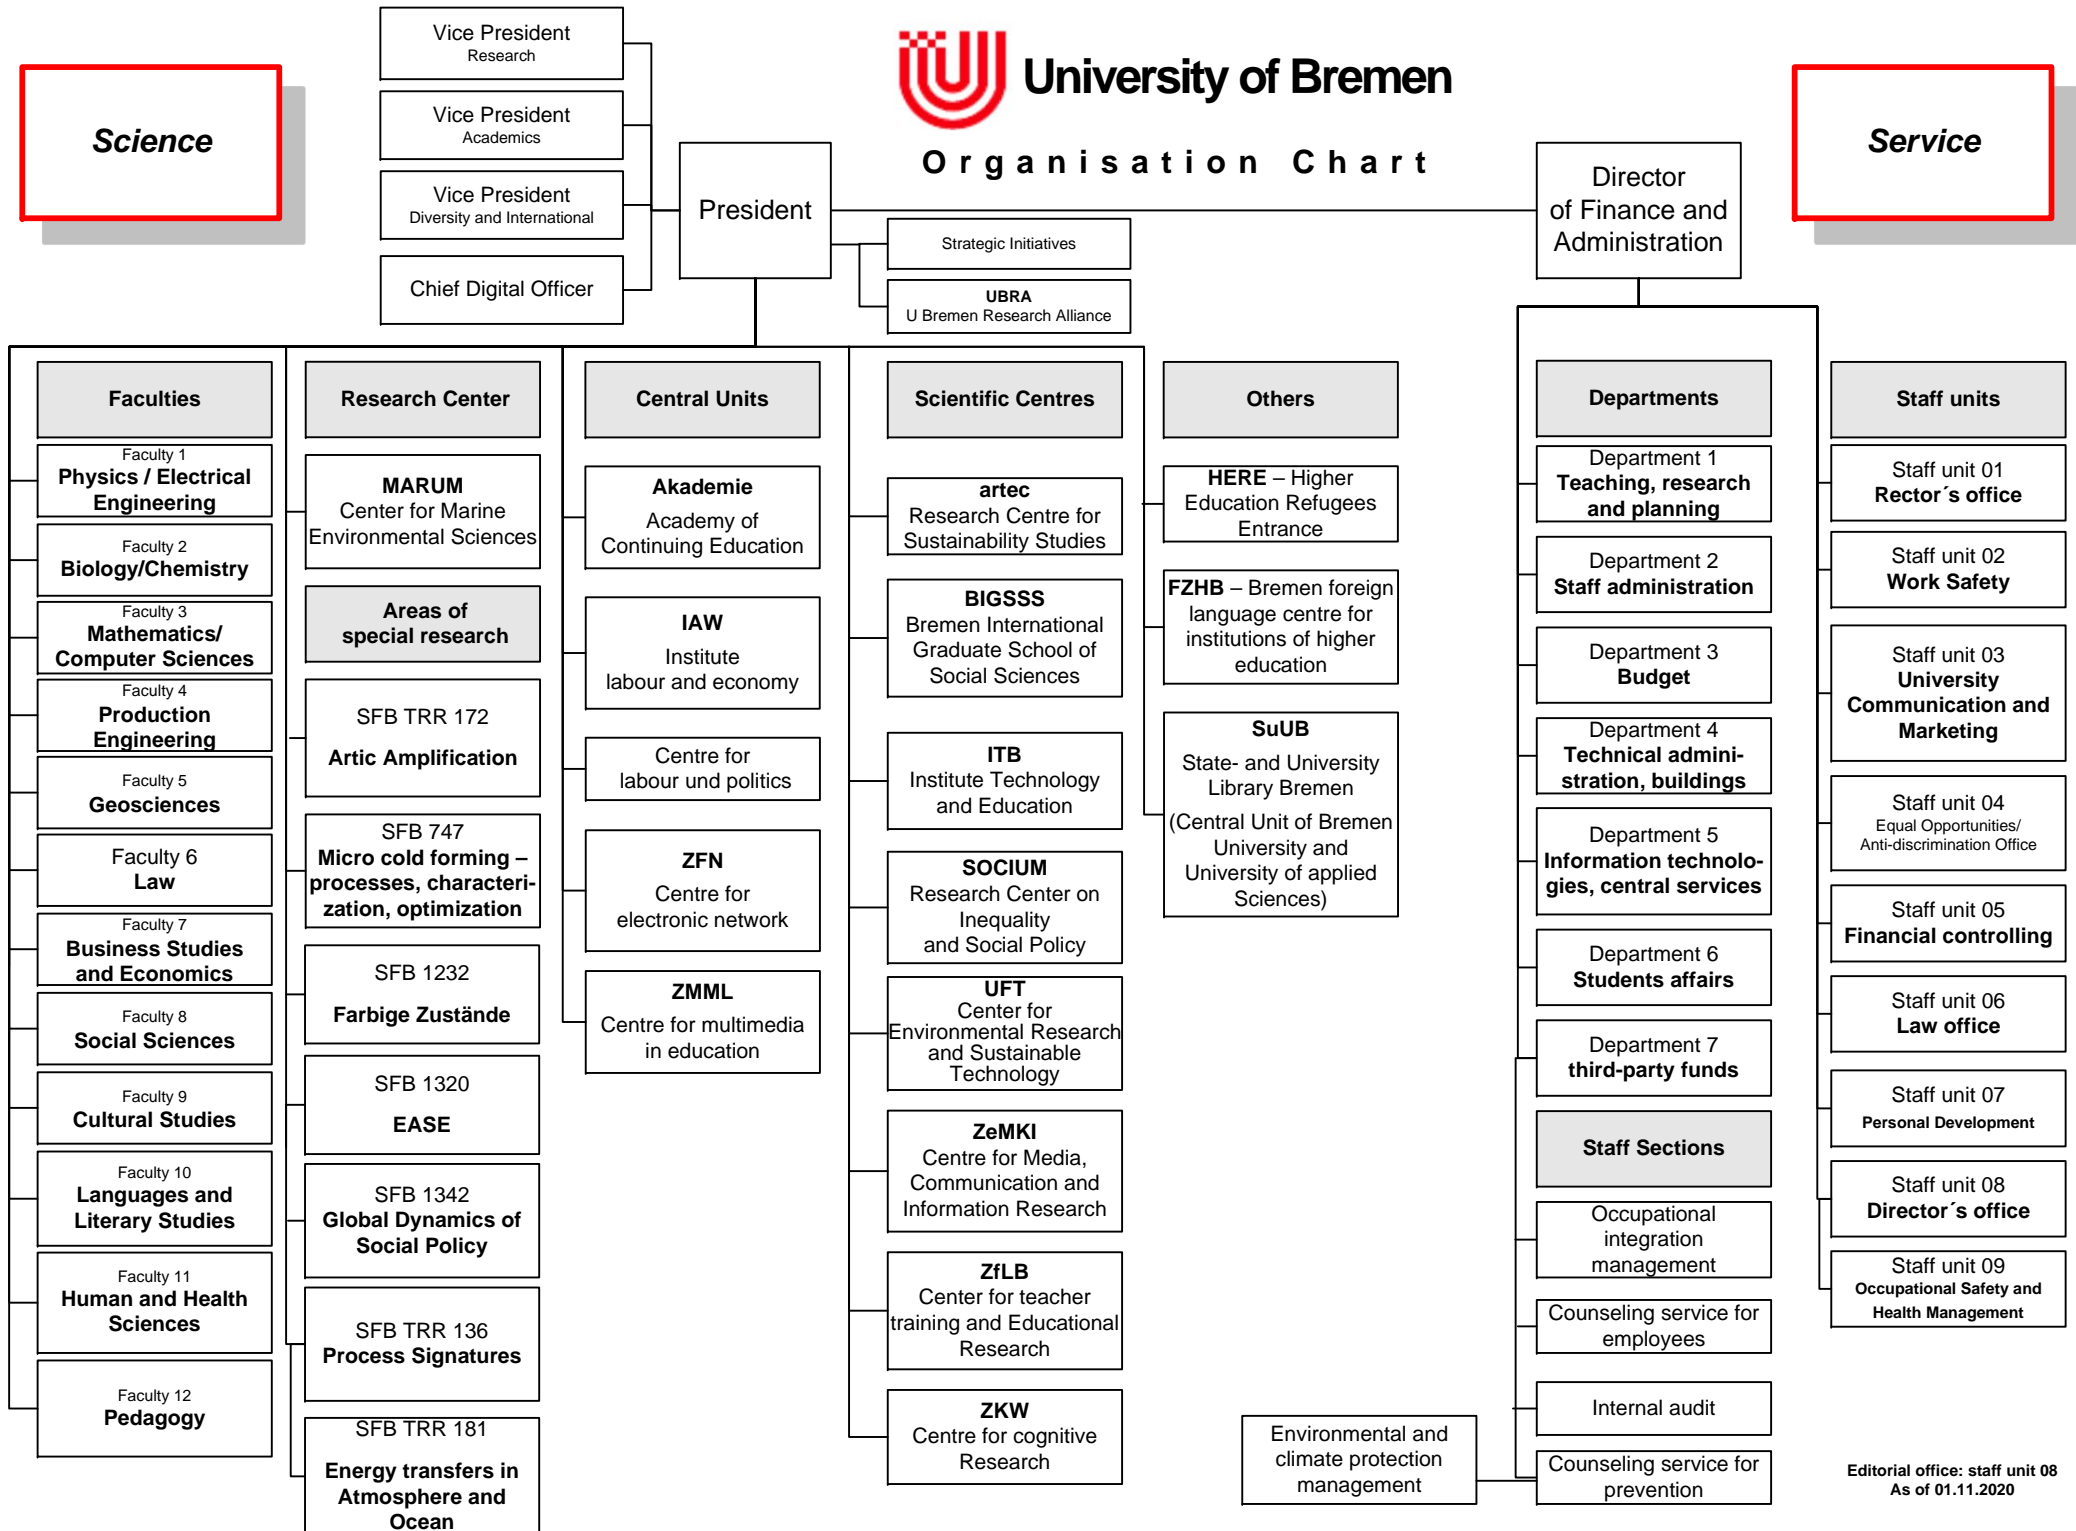 Science
Vice President
Research
Vice President
Academics
Vice President
Diversity and International
Chief Digital Officer
President
University of Bremen
Organisation Chart
Strategic Initiatives
UBRA
U Bremen Research Alliance
Director
of Finance and
Administration
Service
Faculties
Faculty 1
Physics / Electrical
Engineering
Faculty 2
Biology/Chemistry
Faculty 3
Mathematics/
Computer Sciences
Faculty 4
Production
Engineering
Faculty 5
Geosciences
Faculty 6
Law
Faculty 7
Business Studies
and Economics
Faculty 8
Social Sciences
Faculty 9
Cultural Studies
Faculty 10
Languages and
Literary Studies
Faculty 11
Human and Health
Sciences
Faculty 12
Pedagogy
Research Center
MARUM
Center for Marine
Environmental Sciences
Areas of
special research
SFB TRR 172
Artic Amplification
SFB 747
Micro cold forming –
processes, characteri-
zation, optimization
SFB 1232
Farbige Zustände
SFB 1320
EASE
SFB 1342
Global Dynamics of
Social Policy
SFB TRR 136
Process Signatures
SFB TRR 181
Energy transfers in
Atmosphere and
Ocean
Central Units
Akademie
Academy of
Continuing Education
IAW
Institute
labour and economy
Centre for
labour und politics
ZFN
Centre for
electronic network
ZMML
Centre for multimedia
in education
Scientific Centres
artec
Research Centre for
Sustainability Studies
BIGSSS
Bremen International
Graduate School of
Social Sciences
ITB
Institute Technology
and Education
SOCIUM
Research Center on
Inequality
and Social Policy
UFT
Center for
Environmental Research
and Sustainable
Technology
ZeMKI
Centre for Media,
Communication and
Information Research
ZfLB
Center for teacher
training and Educational
Research
ZKW
Centre for cognitive
Research
Others
HERE – Higher
Education Refugees
Entrance
FZHB – Bremen foreign
language centre for
institutions of higher
education
SuUB
State- and University
Library Bremen
(Central Unit of Bremen
University and
University of applied
Sciences)
Departments
Department 1
Teaching, research
and planning
Department 2
Staff administration
Department 3
Budget
Department 4
Technical admini-
stration, buildings
Department 5
Information technolo-
gies, central services
Department 6
Students affairs
Department 7
third-party funds
Staff Sections
Occupational
integration
management
Counseling service for
employees
Internal audit
Counseling service for
prevention
Environmental and
climate protection
management
Staff units
Staff unit 01
Rector´s office
Staff unit 02
Work Safety
Staff unit 03
University
Communication and
Marketing
Staff unit 04
Equal Opportunities/
Anti-discrimination Office
Staff unit 05
Financial controlling
Staff unit 06
Law office
Staff unit 07
Personal Development
Staff unit 08
Director´s office
Staff unit 09
Occupational Safety and
Health Management
Editorial office: staff unit 08
As of 01.11.2020